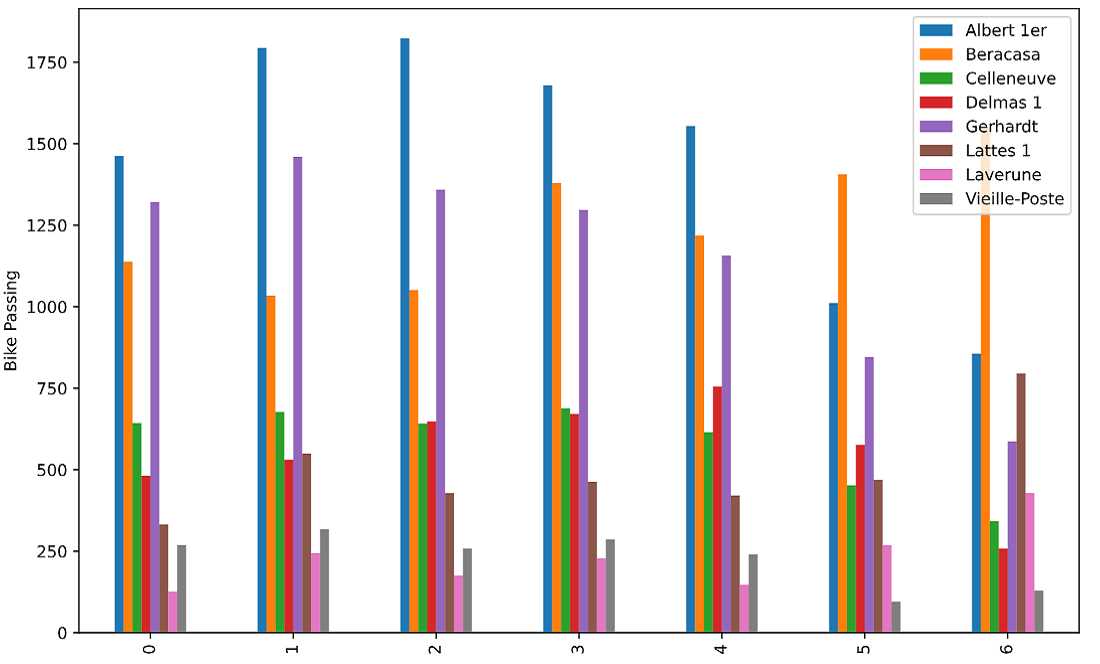 Bike Passing
1750
1500
1250
1000
750
500
250
0
0
1
2
3
4
5
6
Albert 1er
Beracasa
Celleneuve
Delmas 1
Gerhardt
Lattes 1
Laverune
Vieille-Poste